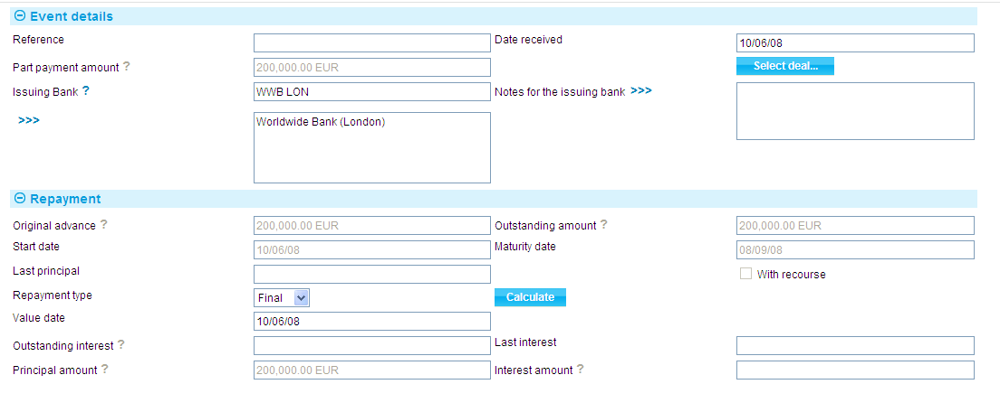 Event details
Reference Date received 10/06/08
Part payment amount ? 200,000.00 EUR Select deal...
Issuing Bank ? WWB LON Notes for the issuing bank >>>
>>> Worldwide Bank (London)
Repayment
Original advance ? 200,000.00 EUR Outstanding amount ? 200,000.00 EUR
Start date 10/06/08 Maturity date 08/09/08
Last principal With recourse
Repayment type Final Calculate
Value date 10/06/08
Outstanding interest ? Last interest
Principal amount ? 200,000.00 EUR Interest amount ?